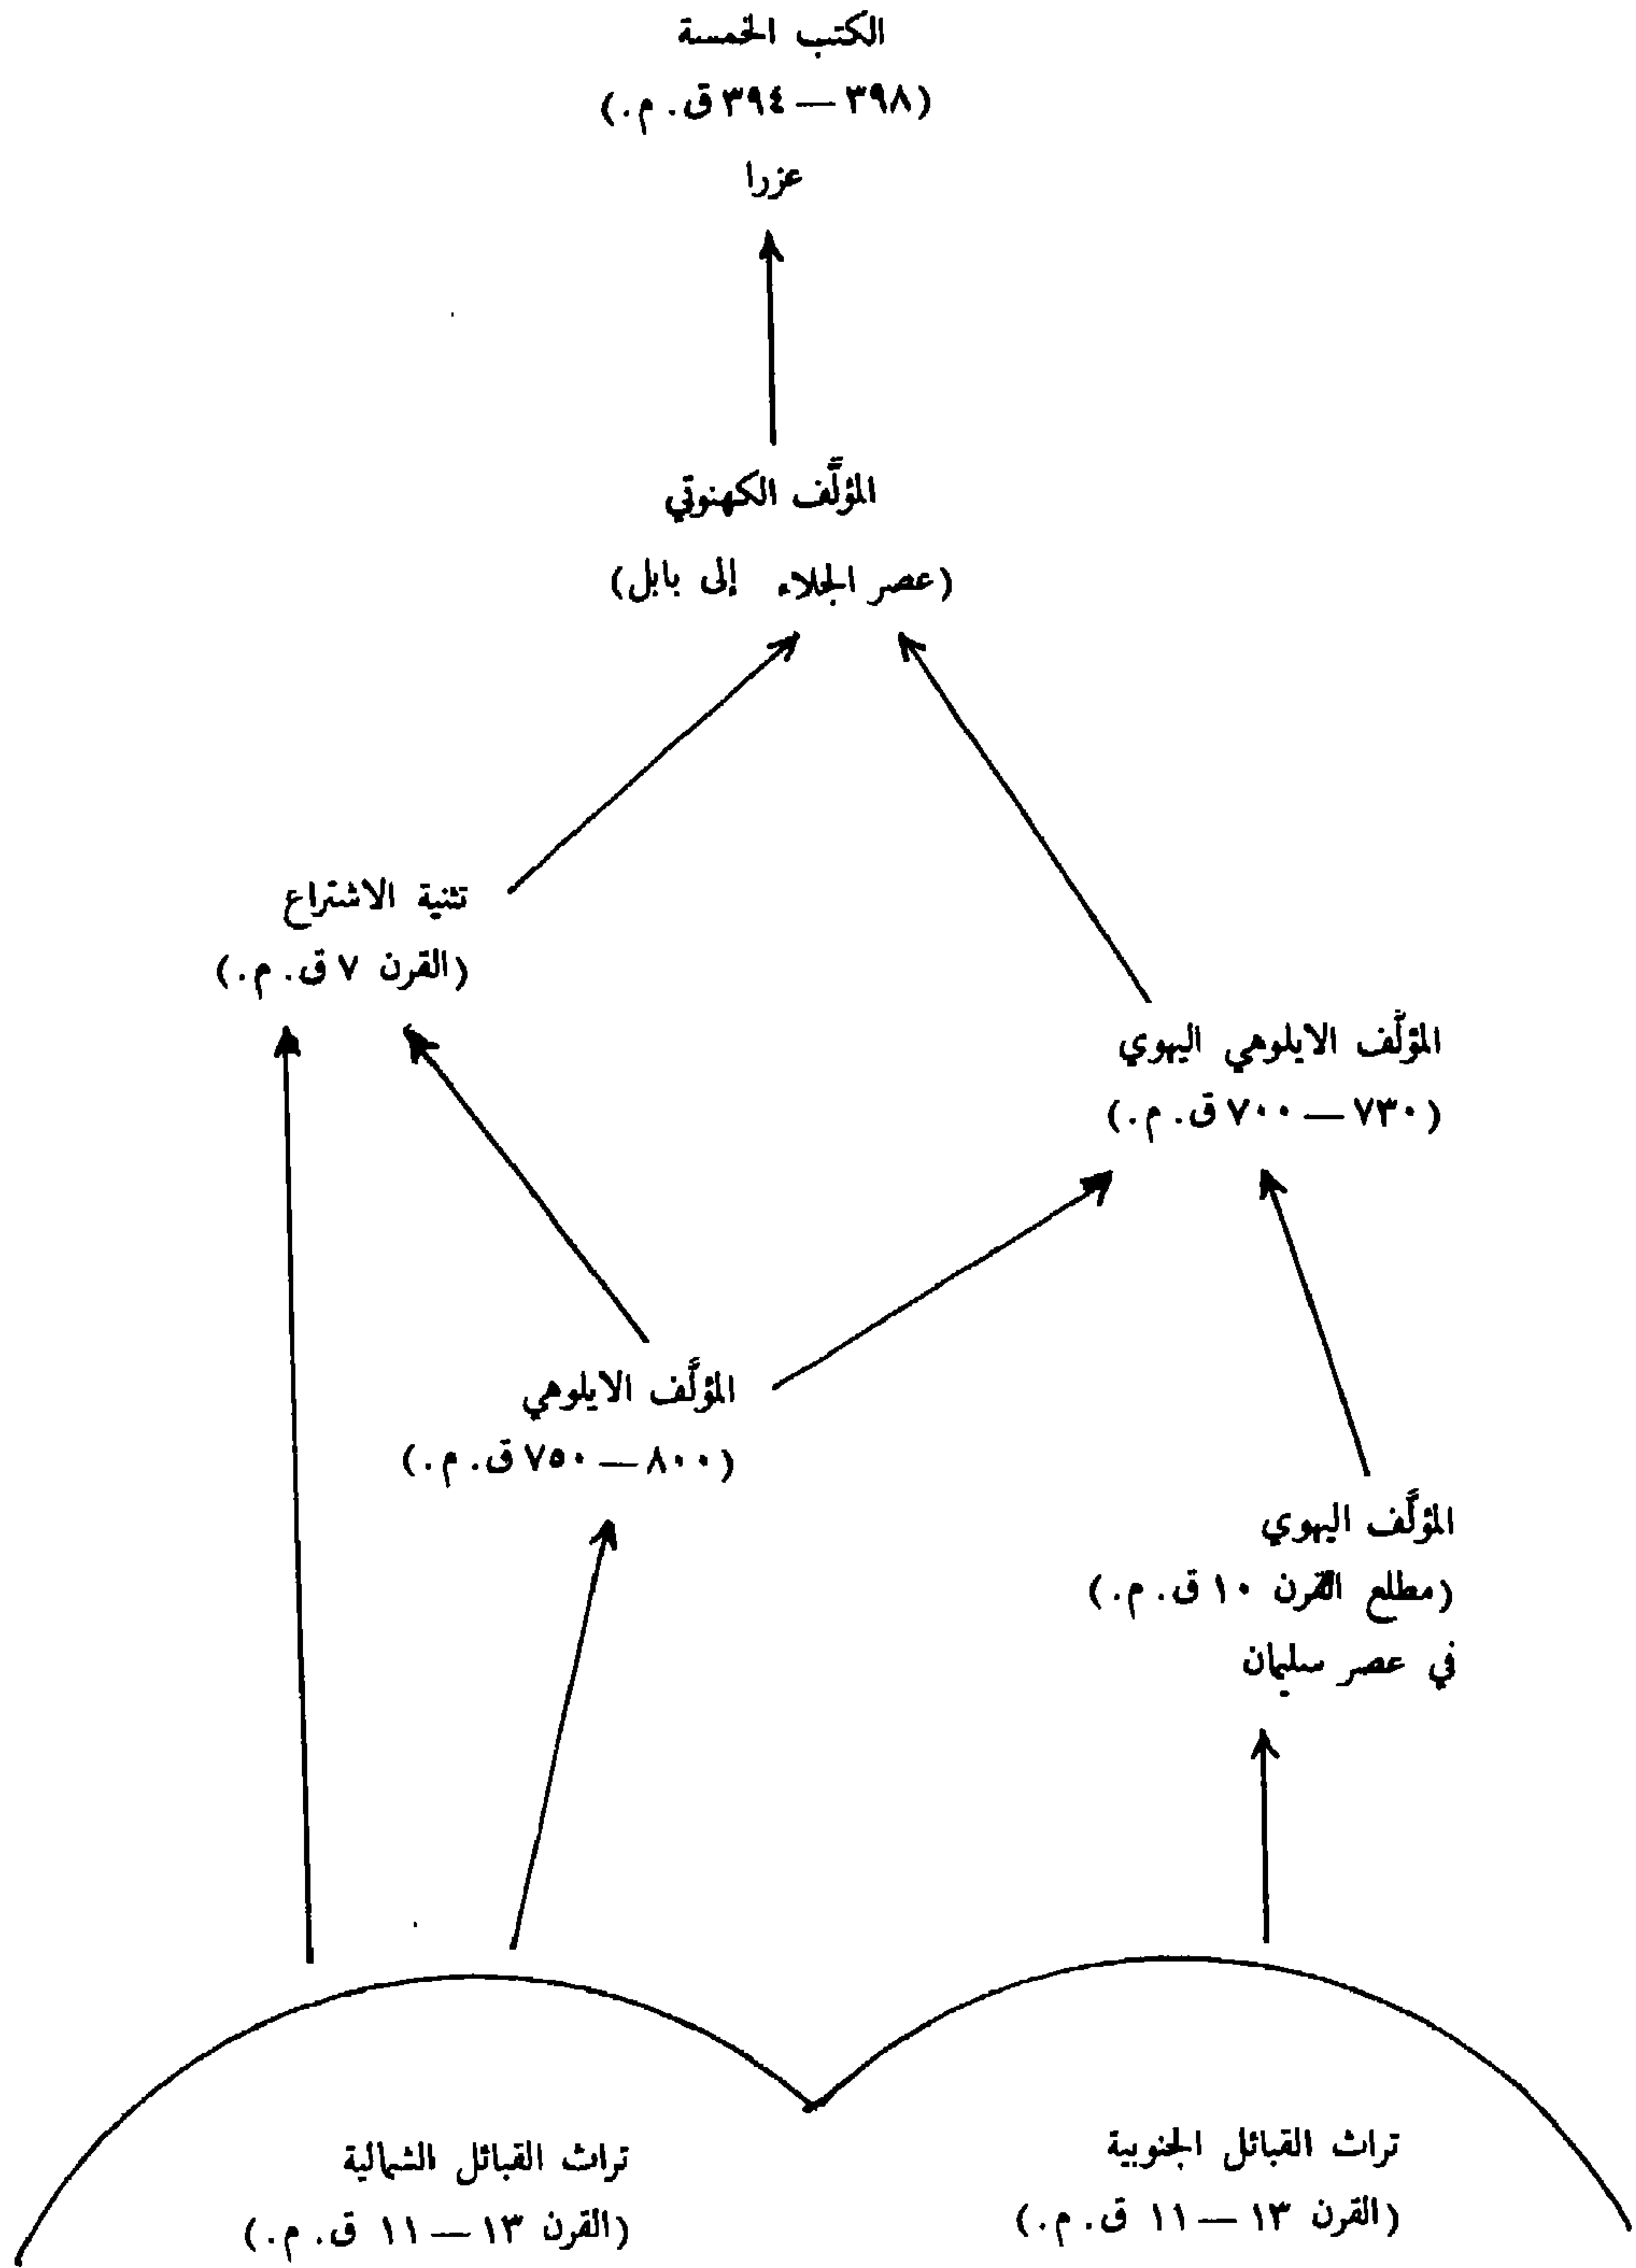 الكتب الخمسة
(٣٩٨ — ٣٩٤ ق . م .)
عزرا
المؤلَّف الكهنوتي
(عصر الجلاء إلى بابل)
تثنية الاشتراع
(القرن ٧ ق . م .)
المؤلَّف الايلوهي اليهوي
(٧٣٠ — ٧٠٠ ق . م .)
المؤلَّف الايلوهي
(٨٠٠ — ٧٥٠ ق . م .)
المؤلَّف اليهوي
(مطلع القرن ١٠ ق . م .)
في عصر سليمان
تراث القبائل الجنوبية
(القرن ١٣ — ١١ ق . م .)
تراث القبائل الشمالية
(القرن ١٣ — ١١ ق . م .)